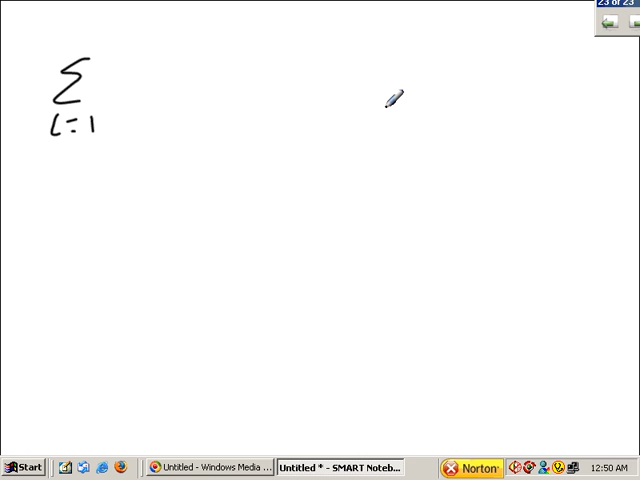 23 of 23
Σ
i=1
Start
Untitled - Windows Media ...
Untitled * - SMART Noteb...
Norton
12:50 AM